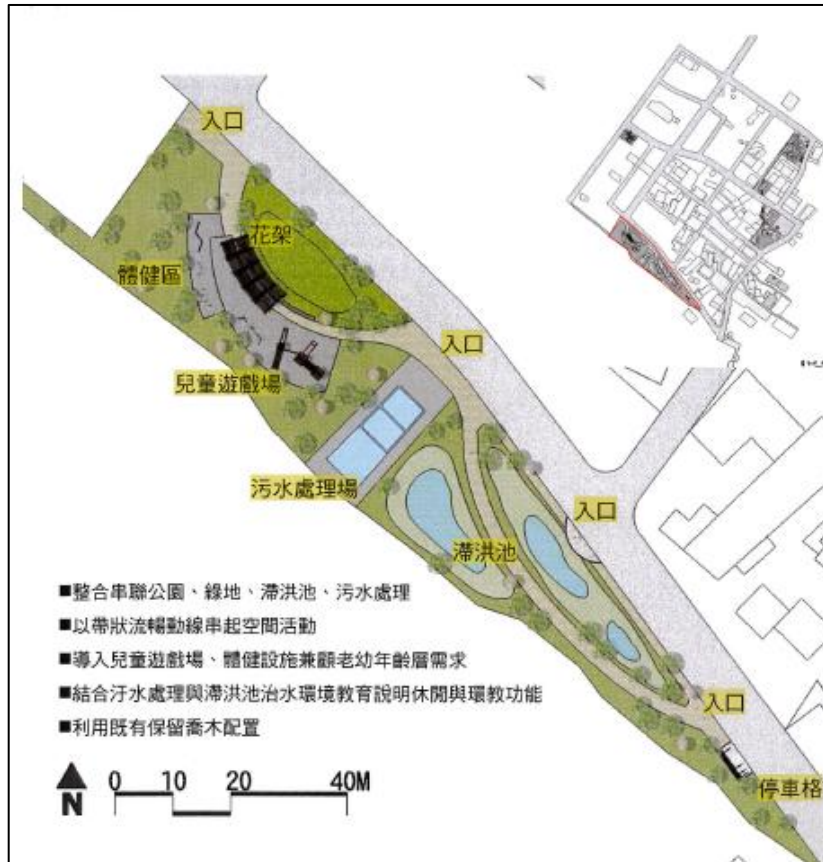 入口
花架
體健區
入口
兒童遊戲場
污水處理場
入口
滯洪池
■整合串聯公園、綠地、滯洪池、污水處理
■以帶狀流暢動線串起空間活動
■導入兒童遊戲場、體健設施兼顧老幼年齡層需求
■結合汙水處理與滯洪池治水環境教育說明休閒與環教功能
■利用既有保留喬木配置
入口
停車格
N
0 10 20 40M